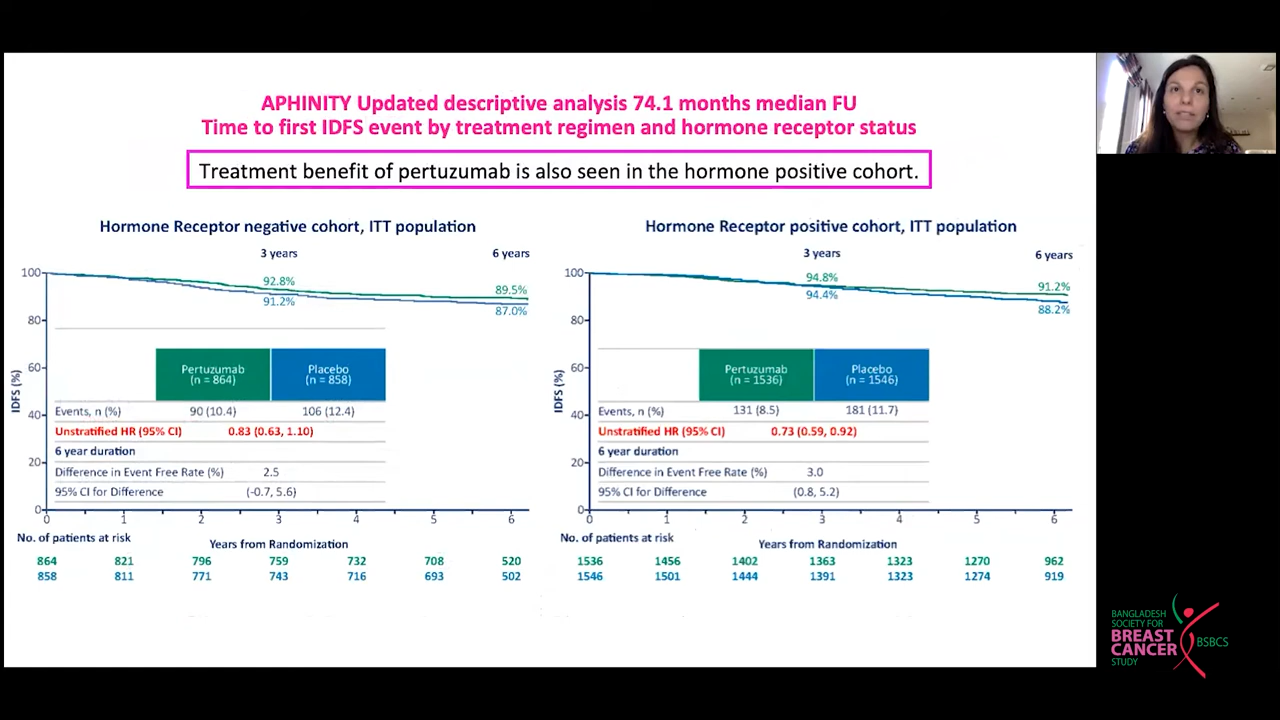 APHINITY Updated descriptive analysis 74.1 months median FU
Time to first IDFS event by treatment regimen and hormone receptor status
Treatment benefit of pertuzumab is also seen in the hormone positive cohort.
Hormone Receptor negative cohort, ITT population
3 years
6 years
100
80
60
40
20
0
IDFS (%)
92.8%
91.2%
89.5%
87.0%
Pertuzumab
(n = 864)
Placebo
(n = 858)
Events, n (%) 90 (10.4) 106 (12.4)
Unstratified HR (95% CI) 0.83 (0.63, 1.10)
6 year duration
Difference in Event Free Rate (%) 2.5
95% CI for Difference (-0.7, 5.6)
0 1 2 3 4 5 6
No. of patients at risk
Years from Randomization
864 821 796 759 732 708 520
858 811 771 743 716 693 502
Hormone Receptor positive cohort, ITT population
3 years
6 years
100
80
60
40
20
0
IDFS (%)
94.8%
94.4%
91.2%
88.2%
Pertuzumab
(n = 1536)
Placebo
(n = 1546)
Events, n (%) 131 (8.5) 181 (11.7)
Unstratified HR (95% CI) 0.73 (0.59, 0.92)
6 year duration
Difference in Event Free Rate (%) 3.0
95% CI for Difference (0.8, 5.2)
0 1 2 3 4 5 6
No. of patients at risk
Years from Randomization
1536 1456 1402 1363 1323 1270 962
1546 1501 1444 1391 1323 1274 919
BANGLADESH
SOCIETY FOR
BREAST
CANCER
STUDY
BSBCS